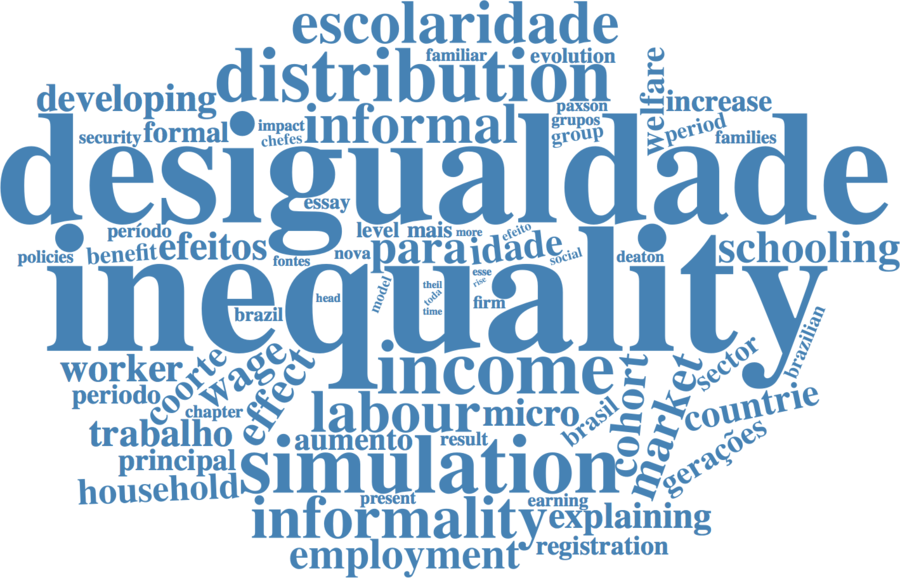 escolaridade
familiar
evolution
distribution
welfare
developing
increase
paxson
grupos
group
period
families
security
formal
impact
chefes
informal
desigualdade
essay
período
level
mais
more
efeito
policies
benefit
efeitos
fontes
nova
para
idade
social
deaton
schooling
inequality
esse
rise
model
theil
toda
time
firm
head
brazil
brazilian
worker
periodo
coorte
wage
effect
chapter
income
cohort
market
sector
countrie
labour
micro
brasil
gerações
trabalho
aumento
result
principal
simulation
household
present
earning
informality
explaining
employment
registration